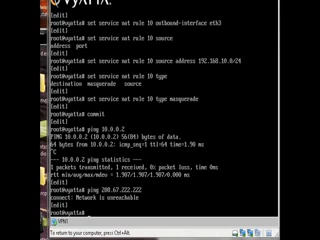 vyatta.
[edit]
root@vyatta# set service nat rule 10 outbound-interface eth3
[edit]
root@vyatta# set service nat rule 10 source
address port
[edit]
root@vyatta# set service nat rule 10 source address 192.168.10.0/24
[edit]
root@vyatta# set service nat rule 10 type
destination masquerade source
[edit]
root@vyatta# set service nat rule 10 type masquerade
[edit]
root@vyatta# commit
[edit]
root@vyatta# ping 10.0.0.2
PING 10.0.0.2 (10.0.0.2) 56(84) bytes of data.
64 bytes from 10.0.0.2: icmp_seq=1 ttl=64 time=1.90 ms
^C
--- 10.0.0.2 ping statistics ---
1 packets transmitted, 1 received, 0% packet loss, time 0ms
rtt min/avg/max/mdev = 1.907/1.907/1.907/0.000 ms
[edit]
root@vyatta# ping 208.67.222.222
connect: Network is unreachable
[edit]
root@vyatta# _
VPN1
To return to your computer, press Ctrl+Alt.